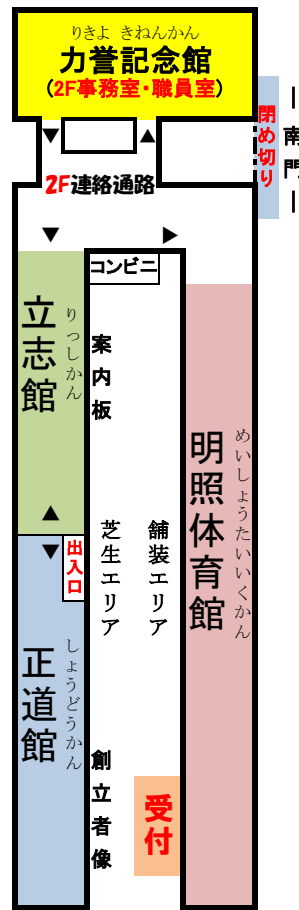 りきよ きねんかん
力誉記念館
(2F事務室・職員室)
▼ ▲
2F連絡通路
閉め切り
|南門|
▼ ▶
コンビニ
立志館
りっしかん
案内板
▲
▼
出入口
芝生エリア
舗装エリア
明照体育館
めいしょうたいいくかん
正道館
しょうどうかん
創立者像
受付